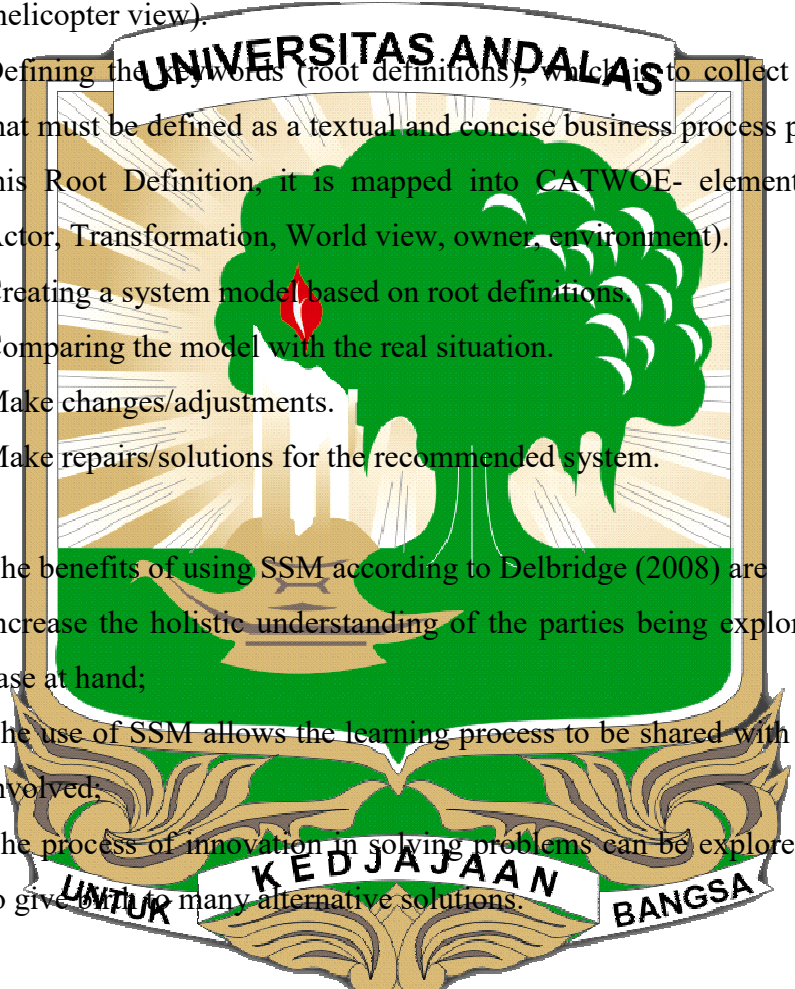 helicopter view).
UNIVERSITAS ANDALAS
Defining the keywords (root definitions), which is to collect
that must be defined as a textual and concise business process
this Root Definition, it is mapped into CATWOE- element
Actor, Transformation, World view, owner, environment).
Creating a system model based on root definitions.
Comparing the model with the real situation.
Make changes/adjustments.
Make repairs/solutions for the recommended system.
The benefits of using SSM according to Delbridge (2008) are
increase the holistic understanding of the parties being
case at hand;
The use of SSM allows the learning process to be shared with
involved;
The process of innovation in solving problems can be
to give birth to many alternative solutions.
UNTUK KEDJAJAAN BANGSA